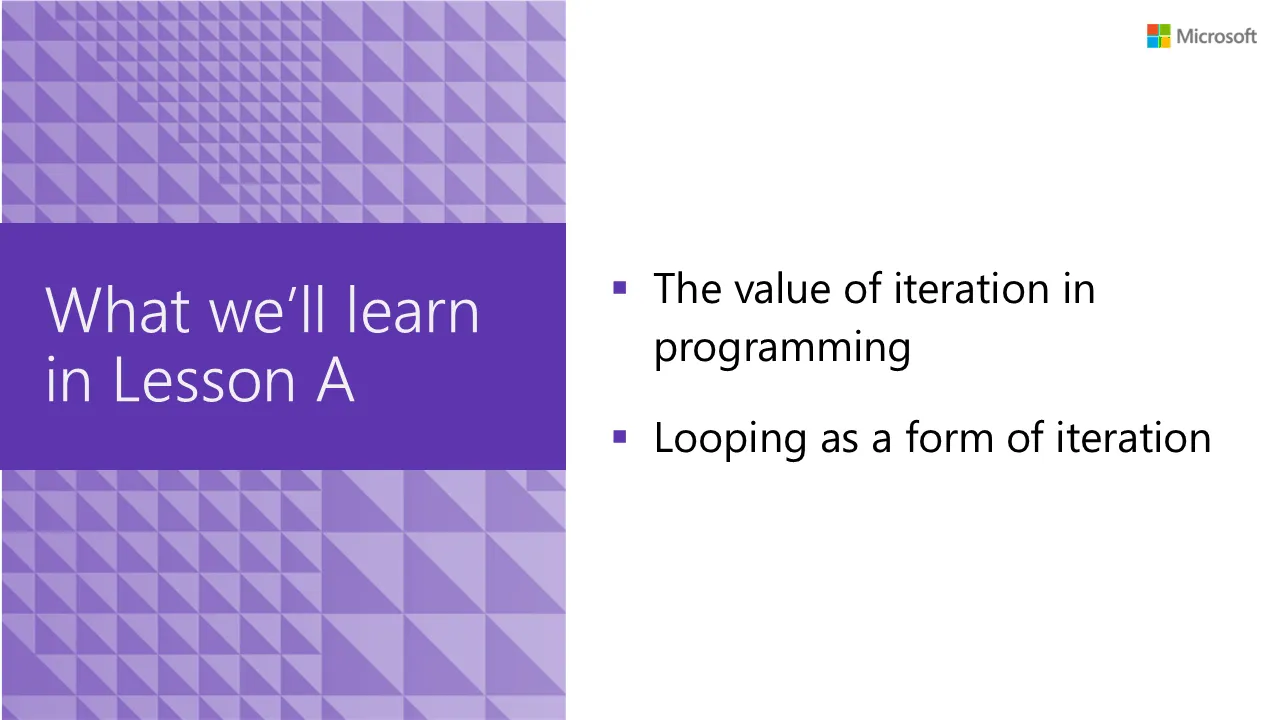 Microsoft
What we’ll learn
in Lesson A
▪ The value of iteration in
programming
▪ Looping as a form of iteration